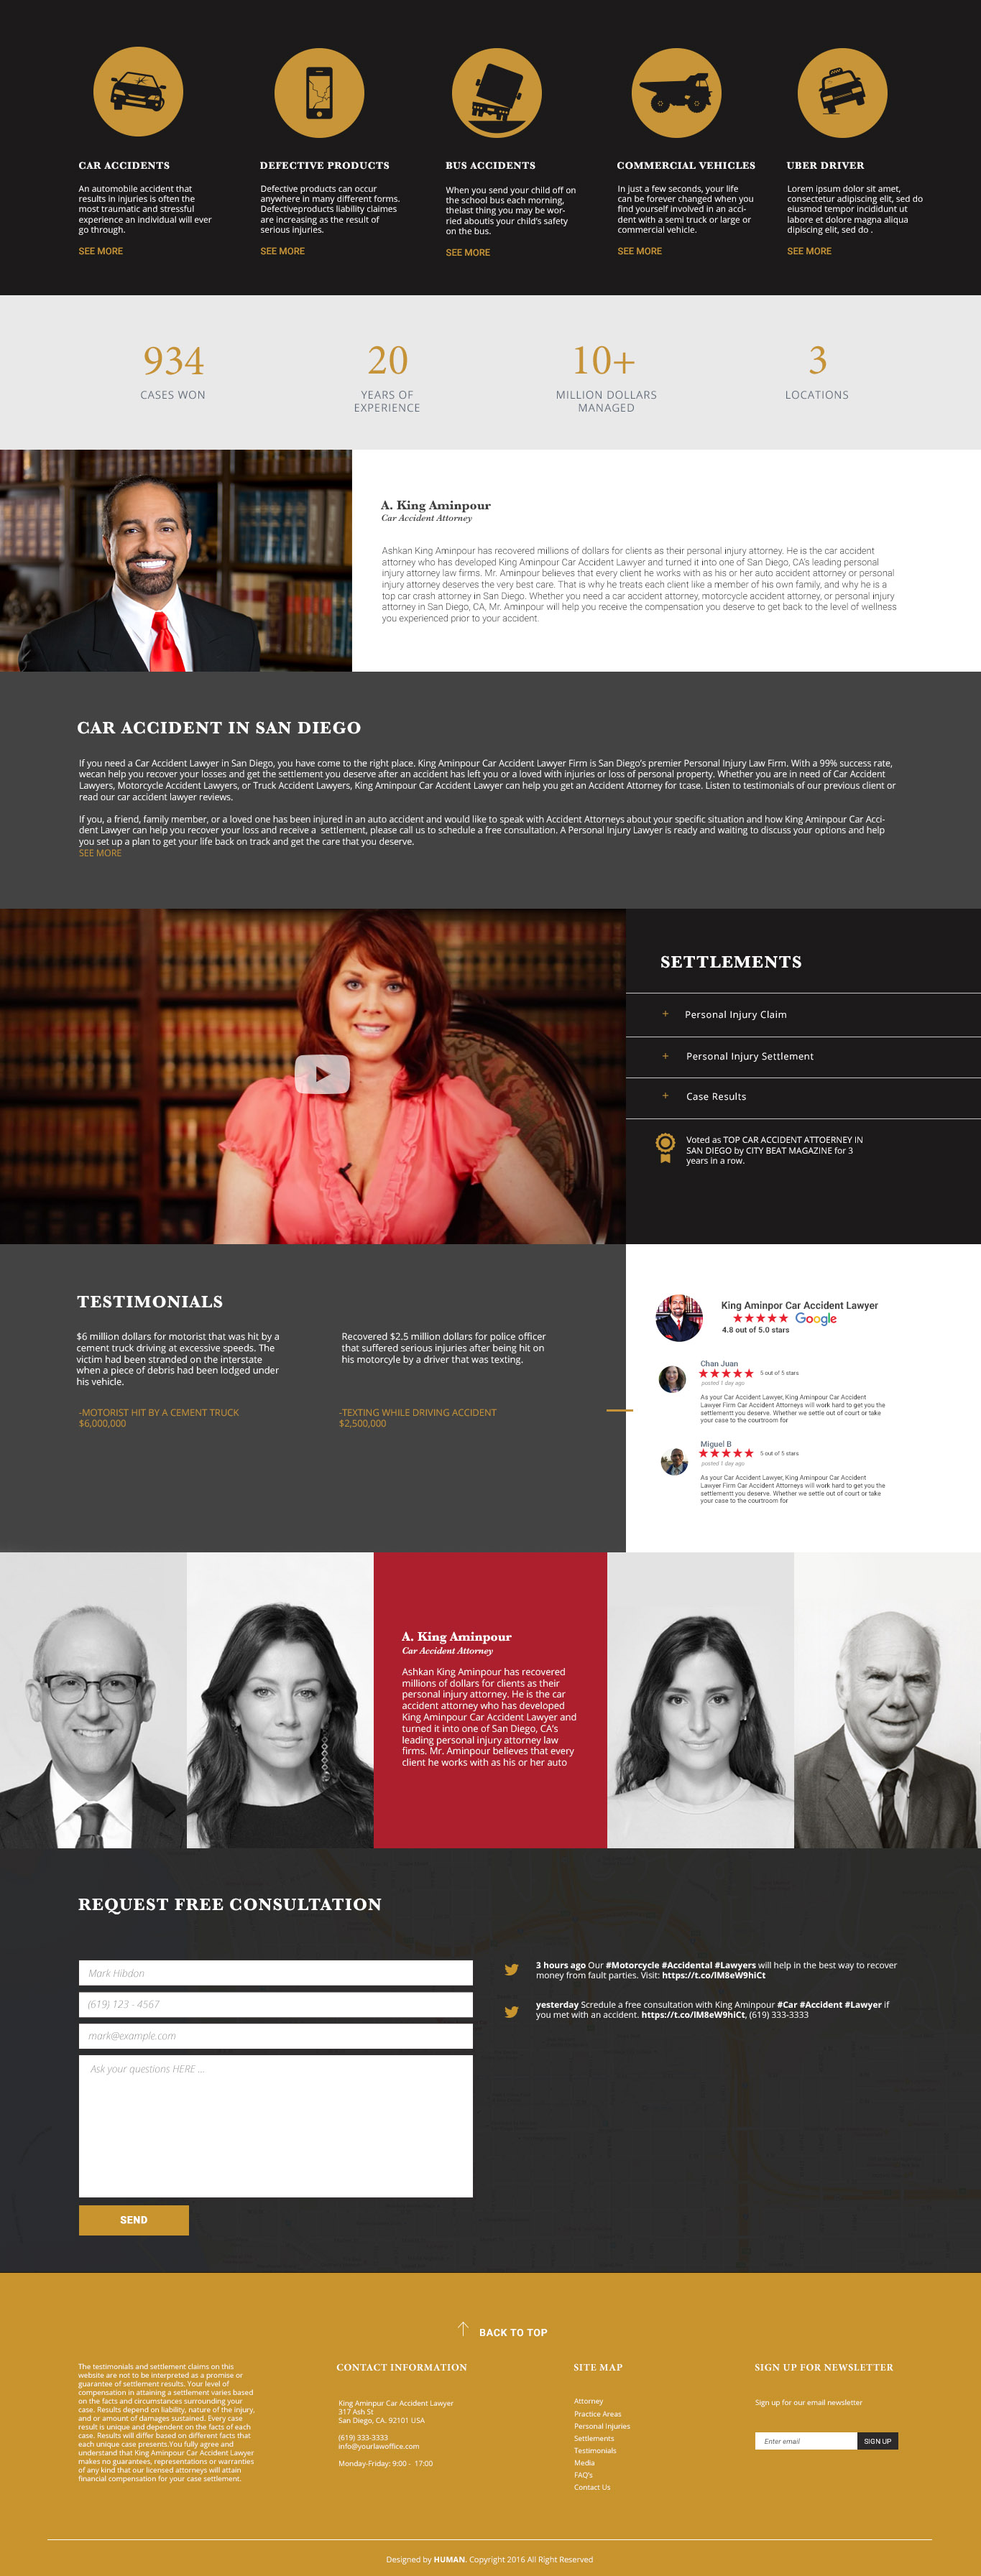 CAR ACCIDENTS
An automobile accident that
results in injuries is often the
most traumatic and stressful
experience an individual will ever
go through.
SEE MORE
DEFECTIVE PRODUCTS
Defective products can occur
anywhere in many different forms.
Defectiveproducts liability claimes
are increasing as the result of
serious injuries.
SEE MORE
BUS ACCIDENTS
When you send your child off on
the school bus each morning,
thelast thing you may be wor-
ried aboutis your child's safety
on the bus.
SEE MORE
COMMERCIAL VEHICLES
In just a few seconds, your life
can be forever changed when you
find yourself involved in an acci-
dent with a semi truck or large or
commercial vehicle.
SEE MORE
UBER DRIVER
Lorem ipsum dolor sit amet,
consectetur adipiscing elit, sed do
eiusmod tempor incididunt ut
labore et dolore magna aliqua
dipiscing elit, sed do .
SEE MORE
934
CASES WON
20
YEARS OF
EXPERIENCE
10+
MILLION DOLLARS
MANAGED
3
LOCATIONS
A. King Aminpour
Car Accident Attorney
Ashkan King Aminpour has recovered millions of dollars for clients as their personal injury attorney. He is the car accident
attorney who has developed King Aminpour Car Accident Lawyer and turned it into one of San Diego, CA's leading personal
injury attorney law firms. Mr. Aminpour believes that every client he works with as his or her auto accident attorney or personal
injury attorney deserves the very best care. That is why he treats each client like a member of his own family, and why he is a
top car crash attorney in San Diego. Whether you need a car accident attorney, motorcycle accident attorney, or personal injury
attorney in San Diego, CA, Mr. Aminpour will help you receive the compensation you deserve to get back to the level of wellness
you experienced prior to your accident.
CAR ACCIDENT IN SAN DIEGO
If you need a Car Accident Lawyer in San Diego, you have come to the right place. King Aminpour Car Accident Lawyer Firm is San Diego's premier Personal Injury Law Firm. With a 99% success rate,
wecan help you recover your losses and get the settlement you deserve after an accident has left you or a loved with injuries or loss of personal property. Whether you are in need of Car Accident
Lawyers, Motorcycle Accident Lawyers, or Truck Accident Lawyers, King Aminpour Car Accident Lawyer can help you get an Accident Attorney for tcase. Listen to testimonials of our previous client or
read our car accident lawyer reviews.
If you, a friend, family member, or a loved one has been injured in an auto accident and would like to speak with Accident Attorneys about your specific situation and how King Aminpour Car Acci-
dent Lawyer can help you recover your loss and receive a settlement, please call us to schedule a free consultation. A Personal Injury Lawyer is ready and waiting to discuss your options and help
you set up a plan to get your life back on track and get the care that you deserve.
SEE MORE
SETTLEMENTS
+ Personal Injury Claim
+ Personal Injury Settlement
+ Case Results
Voted as TOP CAR ACCIDENT ATTOERNEY IN
SAN DIEGO by CITY BEAT MAGAZINE for 3
years in a row.
TESTIMONIALS
$6 million dollars for motorist that was hit by a
cement truck driving at excessive speeds. The
victim had been stranded on the interstate
when a piece of debris had been lodged under
his vehicle.
-MOTORIST HIT BY A CEMENT TRUCK
$6,000,000
Recovered $2.5 million dollars for police officer
that suffered serious injuries after being hit on
his motorcyle by a driver that was texting.
-TEXTING WHILE DRIVING ACCIDENT
$2,500,000
King Aminpor Car Accident Lawyer
Google
4.8 out of 5.0 stars
Chan Juan
5 out of 5 stars
posted 1 day ago
As your Car Accident Lawyer, King Aminpour Car Accident
Lawyer Firm Car Accident Attorneys will work hard to get you the
settlementt you deserve. Whether we settle out of court or take
your case to the courtroom for
Miguel B
5 out of 5 stars
posted 1 day ago
As your Car Accident Lawyer, King Aminpour Car Accident
Lawyer Firm Car Accident Attorneys will work hard to get you the
settlementt you deserve. Whether we settle out of court or take
your case to the courtroom for
A. King Aminpour
Car Accident Attorney
Ashkan King Aminpour has recovered
millions of dollars for clients as their
personal injury attorney. He is the car
accident attorney who has developed
King Aminpour Car Accident Lawyer and
turned it into one of San Diego, CA's
leading personal injury attorney law
firms. Mr. Aminpour believes that every
client he works with as his or her auto
REQUEST FREE CONSULTATION
Mark Hibdon
(619) 123 - 4567
mark@example.com
Ask your questions HERE ...
SEND
3 hours ago Our #Motorcycle #Accidental #Lawyers will help in the best way to recover
money from fault parties. Visit: https://t.co/lM8eW9hiCt
yesterday Scredule a free consultation with King Aminpour #Car #Accident #Lawyer if
you met with an accident. https://t.co/lM8eW9hiCt, (619) 333-3333
BACK TO TOP
The testimonials and settlement claims on this
website are not to be interpreted as a promise or
guarantee of settlement results. Your level of
compensation in attaining a settlement varies based
on the facts and circumstances surrounding your
case. Results depend on liability, nature of the injury,
and or amount of damages sustained. Every case
result is unique and dependent on the facts of each
case. Results will differ based on different facts that
each unique case presents.You fully agree and
understand that King Aminpour Car Accident Lawyer
makes no guarantees, representations or warranties
of any kind that our licensed attorneys will attain
financial compensation for your case settlement.
CONTACT INFORMATION
King Aminpur Car Accident Lawyer
317 Ash St
San Diego, CA. 92101 USA
(619) 333-3333
info@yourlawoffice.com
Monday-Friday: 9:00 - 17:00
SITE MAP
Attorney
Practice Areas
Personal Injuries
Settlements
Testimonials
Media
FAQ's
Contact Us
SIGN UP FOR NEWSLETTER
Sign up for our email newsletter
Enter email
SIGN UP
Designed by HUMAN. Copyright 2016 All Right Reserved